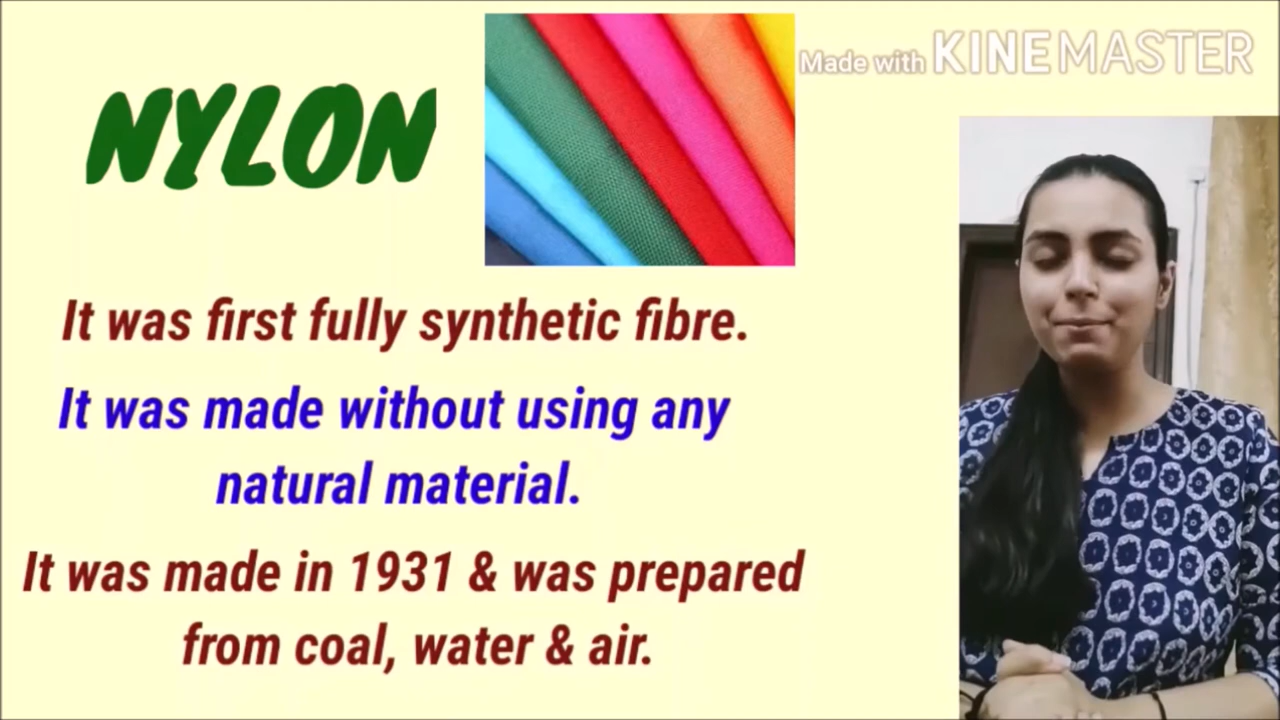 Made with KINEMASTER
NYLON
It was first fully synthetic fibre.
It was made without using any
natural material.
It was made in 1931 & was prepared
from coal, water & air.